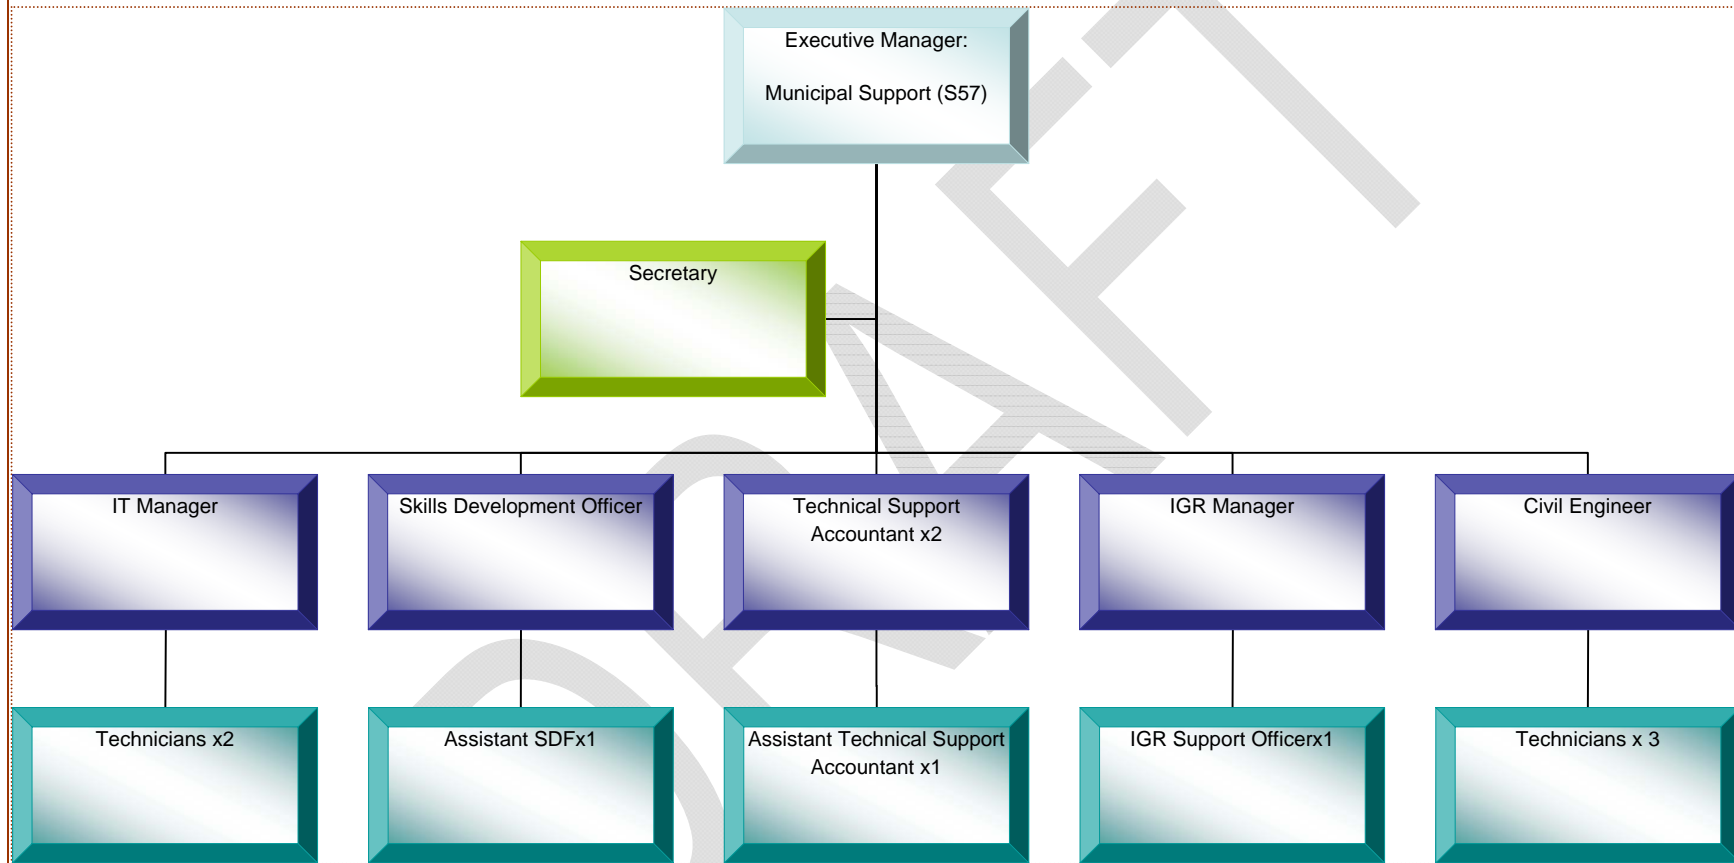 Executive Manager:
Municipal Support (S57)
Secretary
IT Manager
Skills Development Officer
Technical Support
Accountant x2
IGR Manager
Civil Engineer
Technicians x2
Assistant SDFx1
Assistant Technical Support
Accountant x1
IGR Support Officerx1
Technicians x 3
DRAFT